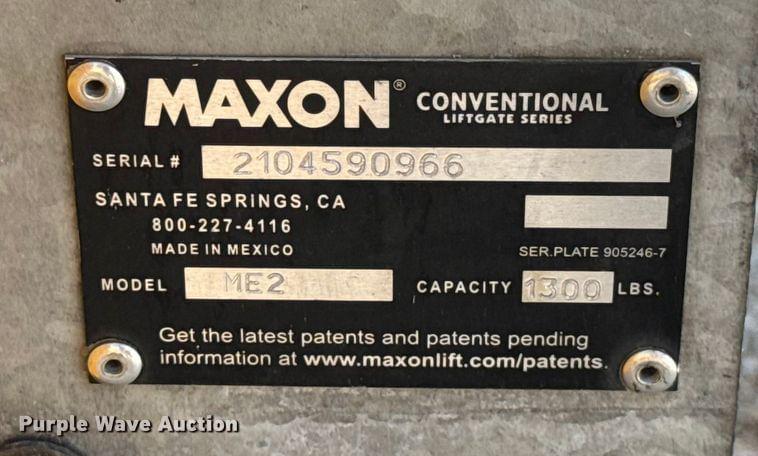 MAXON® CONVENTIONAL
LIFTGATE SERIES
SERIAL # 2104590966
SANTA FE SPRINGS, CA
800-227-4116
MADE IN MEXICO
SER.PLATE 905246-7
MODEL ME2 CAPACITY 1300 LBS.
Get the latest patents and patents pending
information at www.maxonlift.com/patents.
Purple Wave Auction